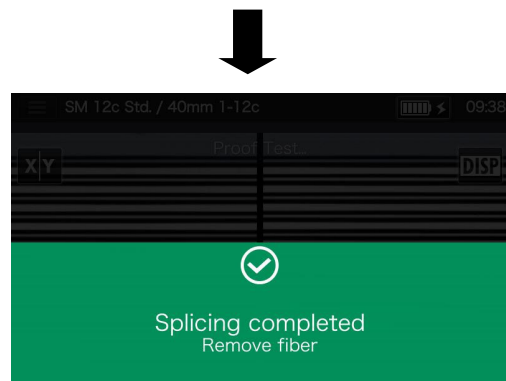 SM 12c Std. / 40mm 1-12c
09:38
Proof Test..
X Y
DISP
Splicing completed
Remove fiber